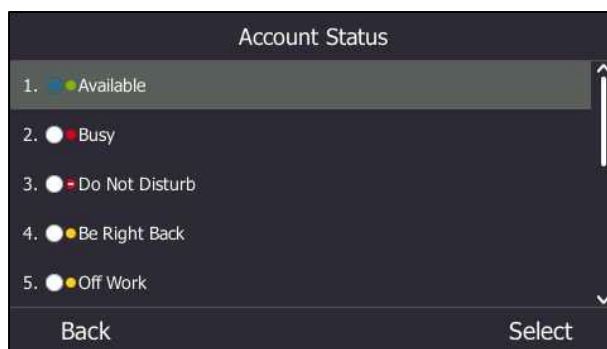 Account Status
1. Available
2. Busy
3. Do Not Disturb
4. Be Right Back
5. Off Work
Back Select